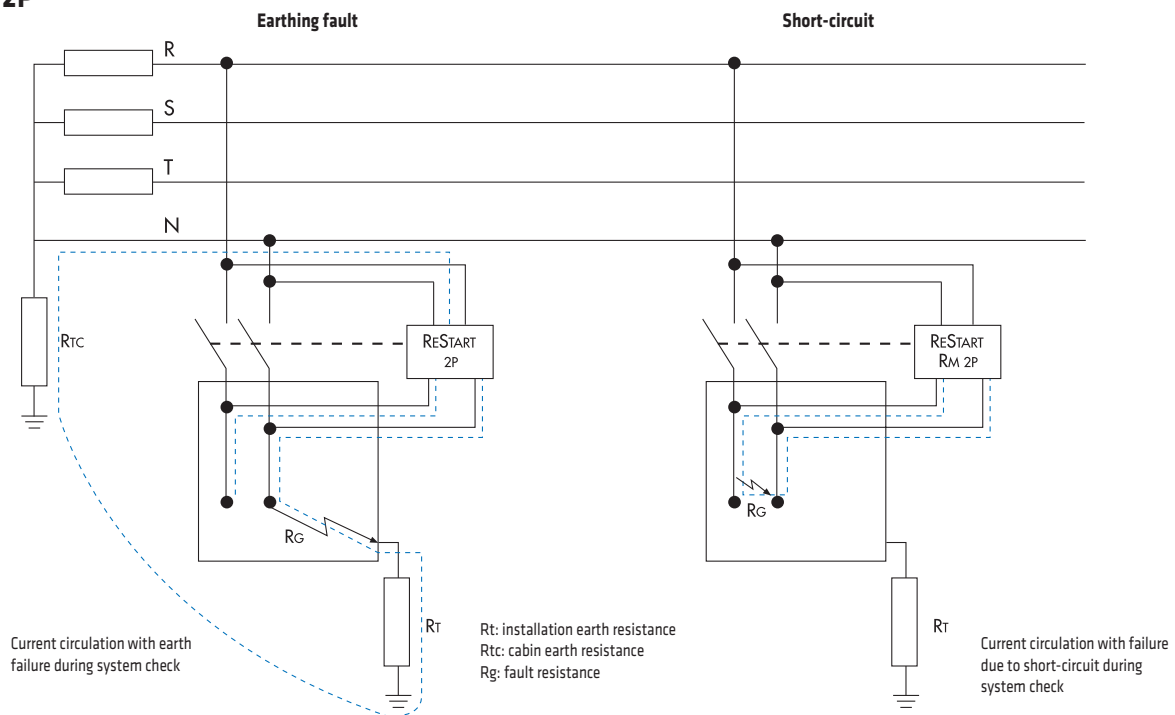 2P
Earthing fault
Short-circuit
R
S
T
N
RTC
RESTART
2P
RESTART
RM 2P
RG
RG
RT
RT
Rt: installation earth resistance
Rtc: cabin earth resistance
Rg: fault resistance
Current circulation with earth
failure during system check
Current circulation with failure
due to short-circuit during
system check